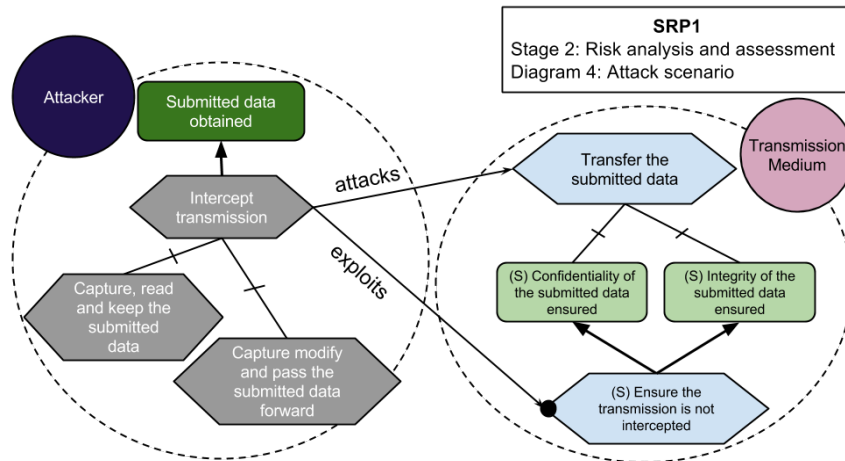 SRP1
Stage 2: Risk analysis and assessment
Diagram 4: Attack scenario
Attacker
Submitted data
obtained
Intercept
transmission
Capture, read
and keep the
submitted
data
Capture modify
and pass the
submitted data
forward
attacks
exploits
Transmission
Medium
Transfer the
submitted data
(S) Confidentiality of
the submitted data
ensured
(S) Integrity of the
submitted data
ensured
(S) Ensure the
transmission is not
intercepted